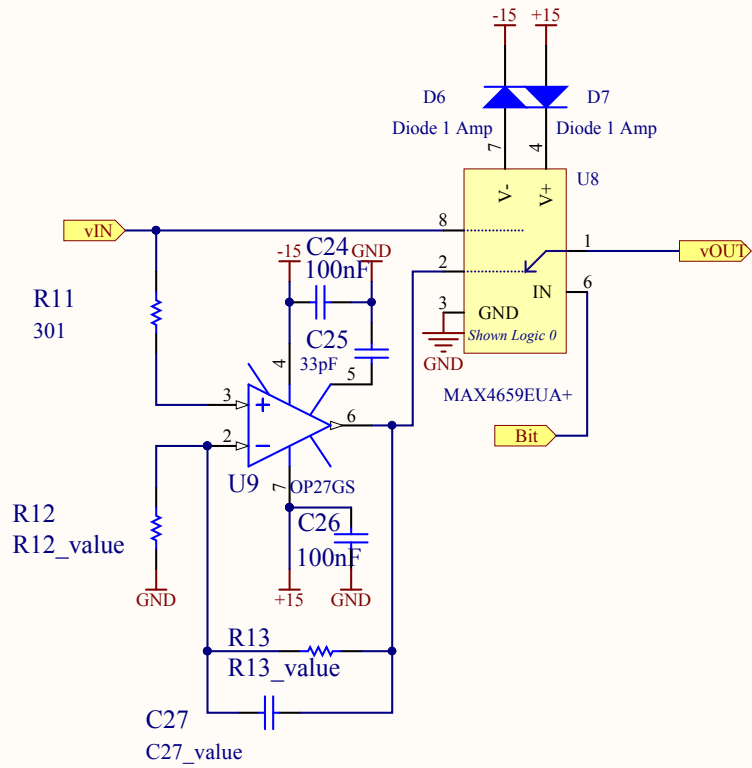 -15 +15
D6 D7
Diode 1 Amp Diode 1 Amp
7 4
U8
V- V+
vIN 8
1 vOUT
-15 C24 GND
100nF
2
6
IN
R11
301
3 GND
C25
Shown Logic 0
33pF
GND
4
5
MAX4659EUA+
3 +
6
Bit
2 −
U9
7
OP27GS
R12
R12_value
C26
100nF
GND +15 GND
R13
R13_value
C27
C27_value